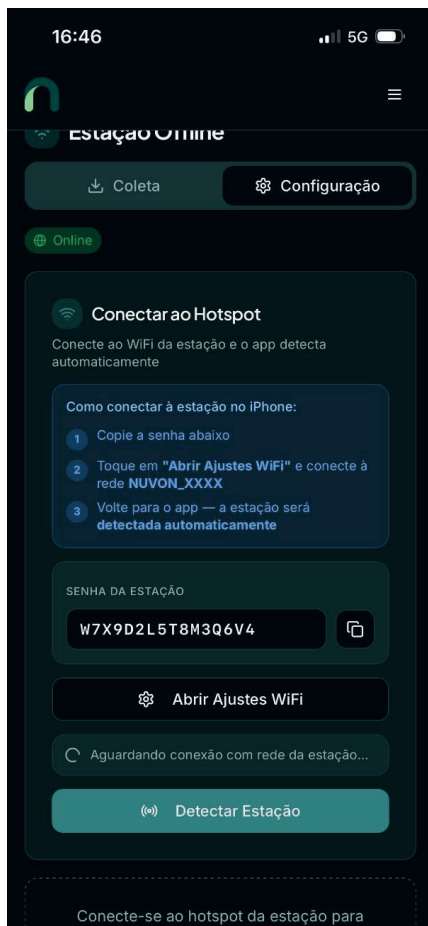 16:46
5G
Estação Offline
Coleta
Configuração
Online
Conectar ao Hotspot
Conecte ao WiFi da estação e o app detecta
automaticamente
Como conectar à estação no iPhone:
1 Copie a senha abaixo
2 Toque em "Abrir Ajustes WiFi" e conecte à
rede NUVON_XXXX
3 Volte para o app — a estação será
detectada automaticamente
SENHA DA ESTAÇÃO
W7X9D2L5T8M3Q6V4
Abrir Ajustes WiFi
Aguardando conexão com rede da estação...
Detectar Estação
Conecte-se ao hotspot da estação para